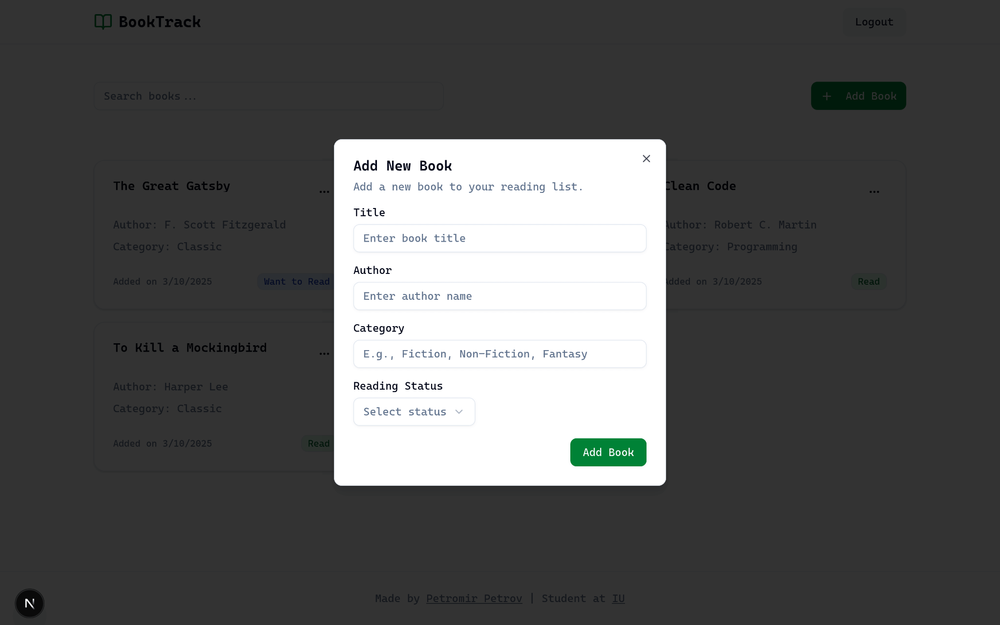 BookTrack
Logout
Search books...
Add Book
The Great Gatsby
Author: F. Scott Fitzgerald
Category: Classic
Added on 3/10/2025
Want to Read
Clean Code
Author: Robert C. Martin
Category: Programming
Added on 3/10/2025
Read
To Kill a Mockingbird
Author: Harper Lee
Category: Classic
Added on 3/10/2025
Read
Add New Book
Add a new book to your reading list.
Title
Enter book title
Author
Enter author name
Category
E.g., Fiction, Non-Fiction, Fantasy
Reading Status
Select status
Add Book
Made by Petromir Petrov | Student at IU
N